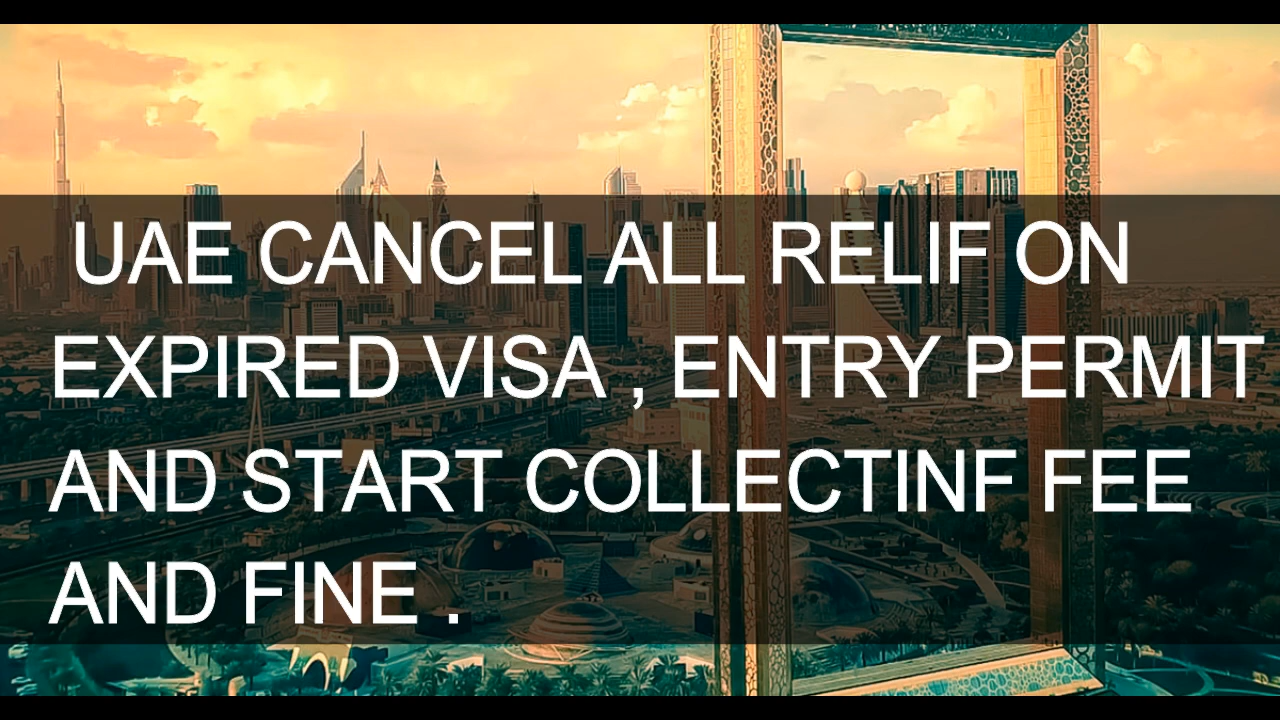 UAE CANCEL ALL RELIF ON
EXPIRED VISA , ENTRY PERMIT
AND START COLLECTINF FEE
AND FINE .